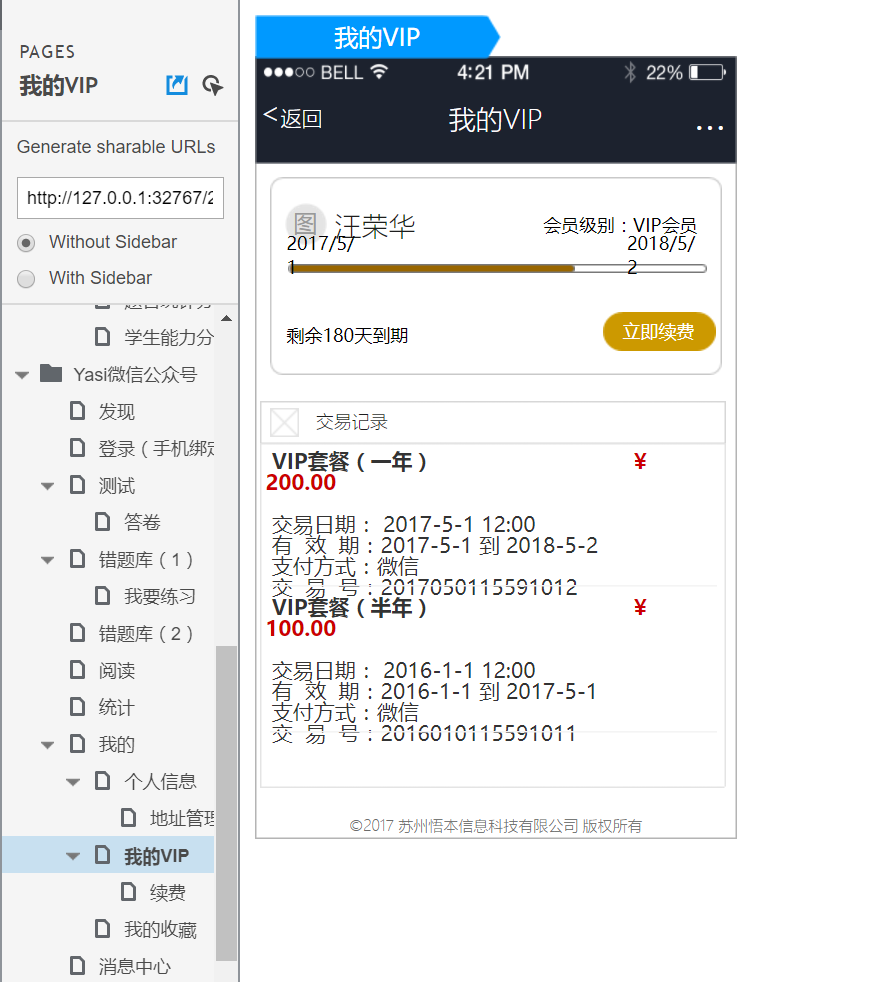 PAGES
我的VIP
Generate sharable URLs
http://127.0.0.1:32767/2
Without Sidebar
With Sidebar
学生能力分
Yasi微信公众号
发现
登录（手机绑定
测试
答卷
错题库（1）
我要练习
错题库（2）
阅读
统计
我的
个人信息
地址管理
我的VIP
续费
我的收藏
消息中心
我的VIP
BELL 4:21 PM 22%
<返回 我的VIP ...
图 汪荣华 会员级别：VIP会员
2017/5/1 2018/5/2
剩余180天到期 立即续费
交易记录
VIP套餐（一年） ¥
200.00
交易日期： 2017-5-1 12:00
有 效 期：2017-5-1 到 2018-5-2
支付方式：微信
交 易 号：2017050115591012
VIP套餐（半年） ¥
100.00
交易日期： 2016-1-1 12:00
有 效 期：2016-1-1 到 2017-5-1
支付方式：微信
交 易 号：2016010115591011
©2017 苏州悟本信息科技有限公司 版权所有